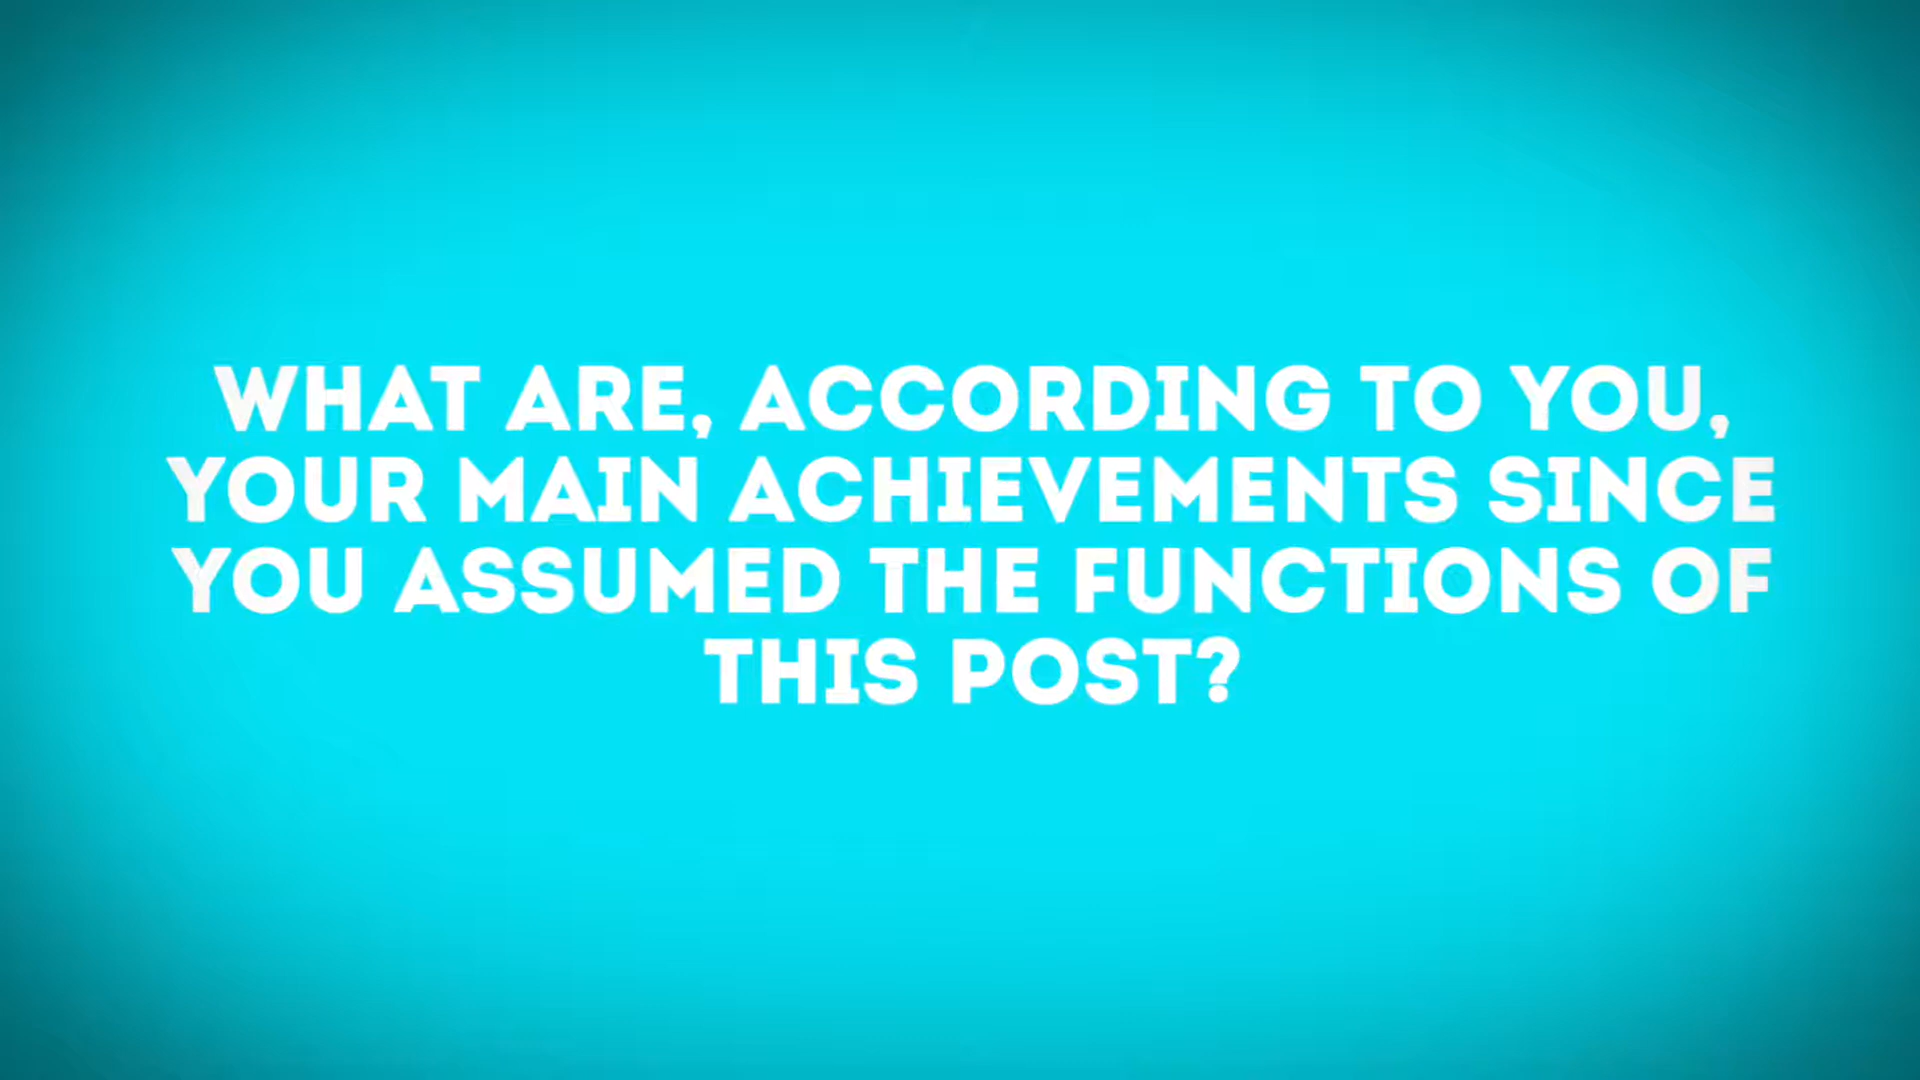 WHAT ARE, ACCORDING TO YOU,
YOUR MAIN ACHIEVEMENTS SINCE
YOU ASSUMED THE FUNCTIONS OF
THIS POST?